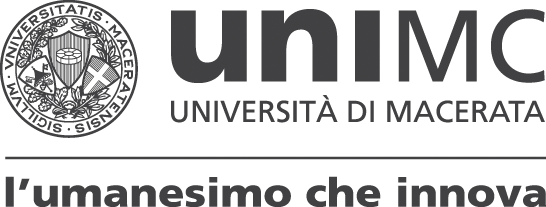 SIGILLVM · VNIVERSITATIS · MACERATENSIS
uniMC
UNIVERSITÀ DI MACERATA
l'umanesimo che innova